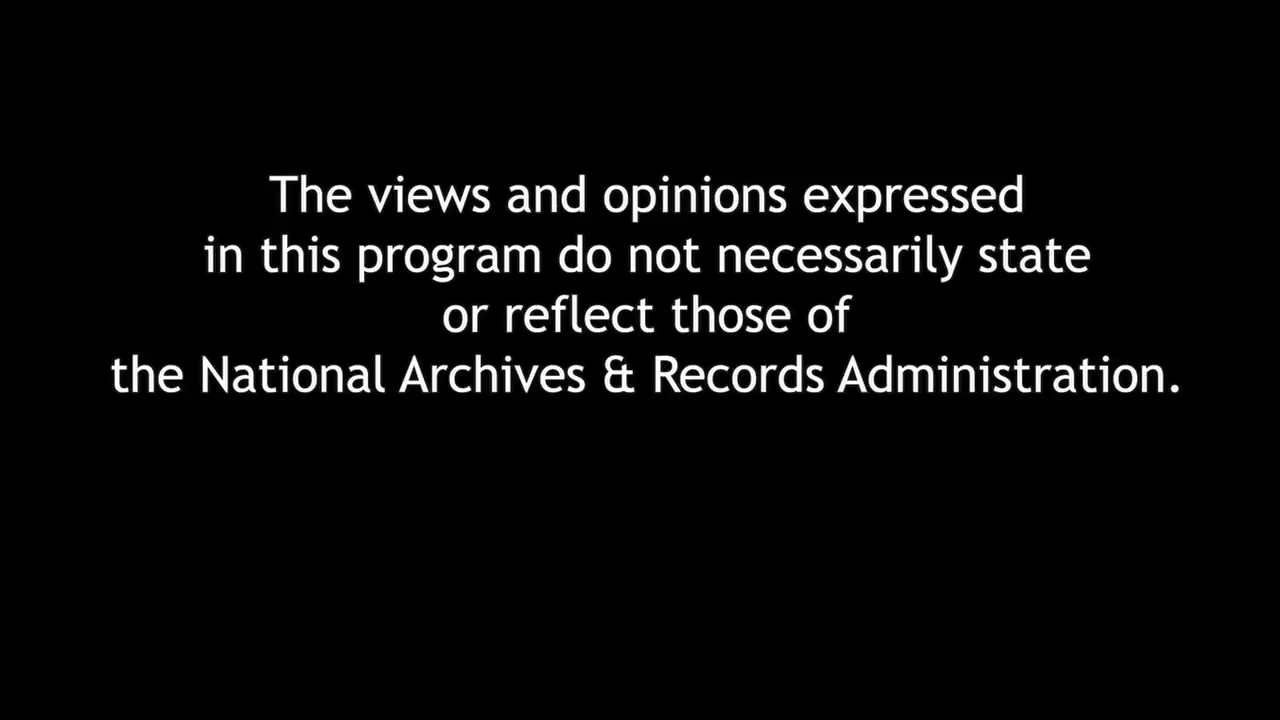 The views and opinions expressed
in this program do not necessarily state
or reflect those of
the National Archives & Records Administration.